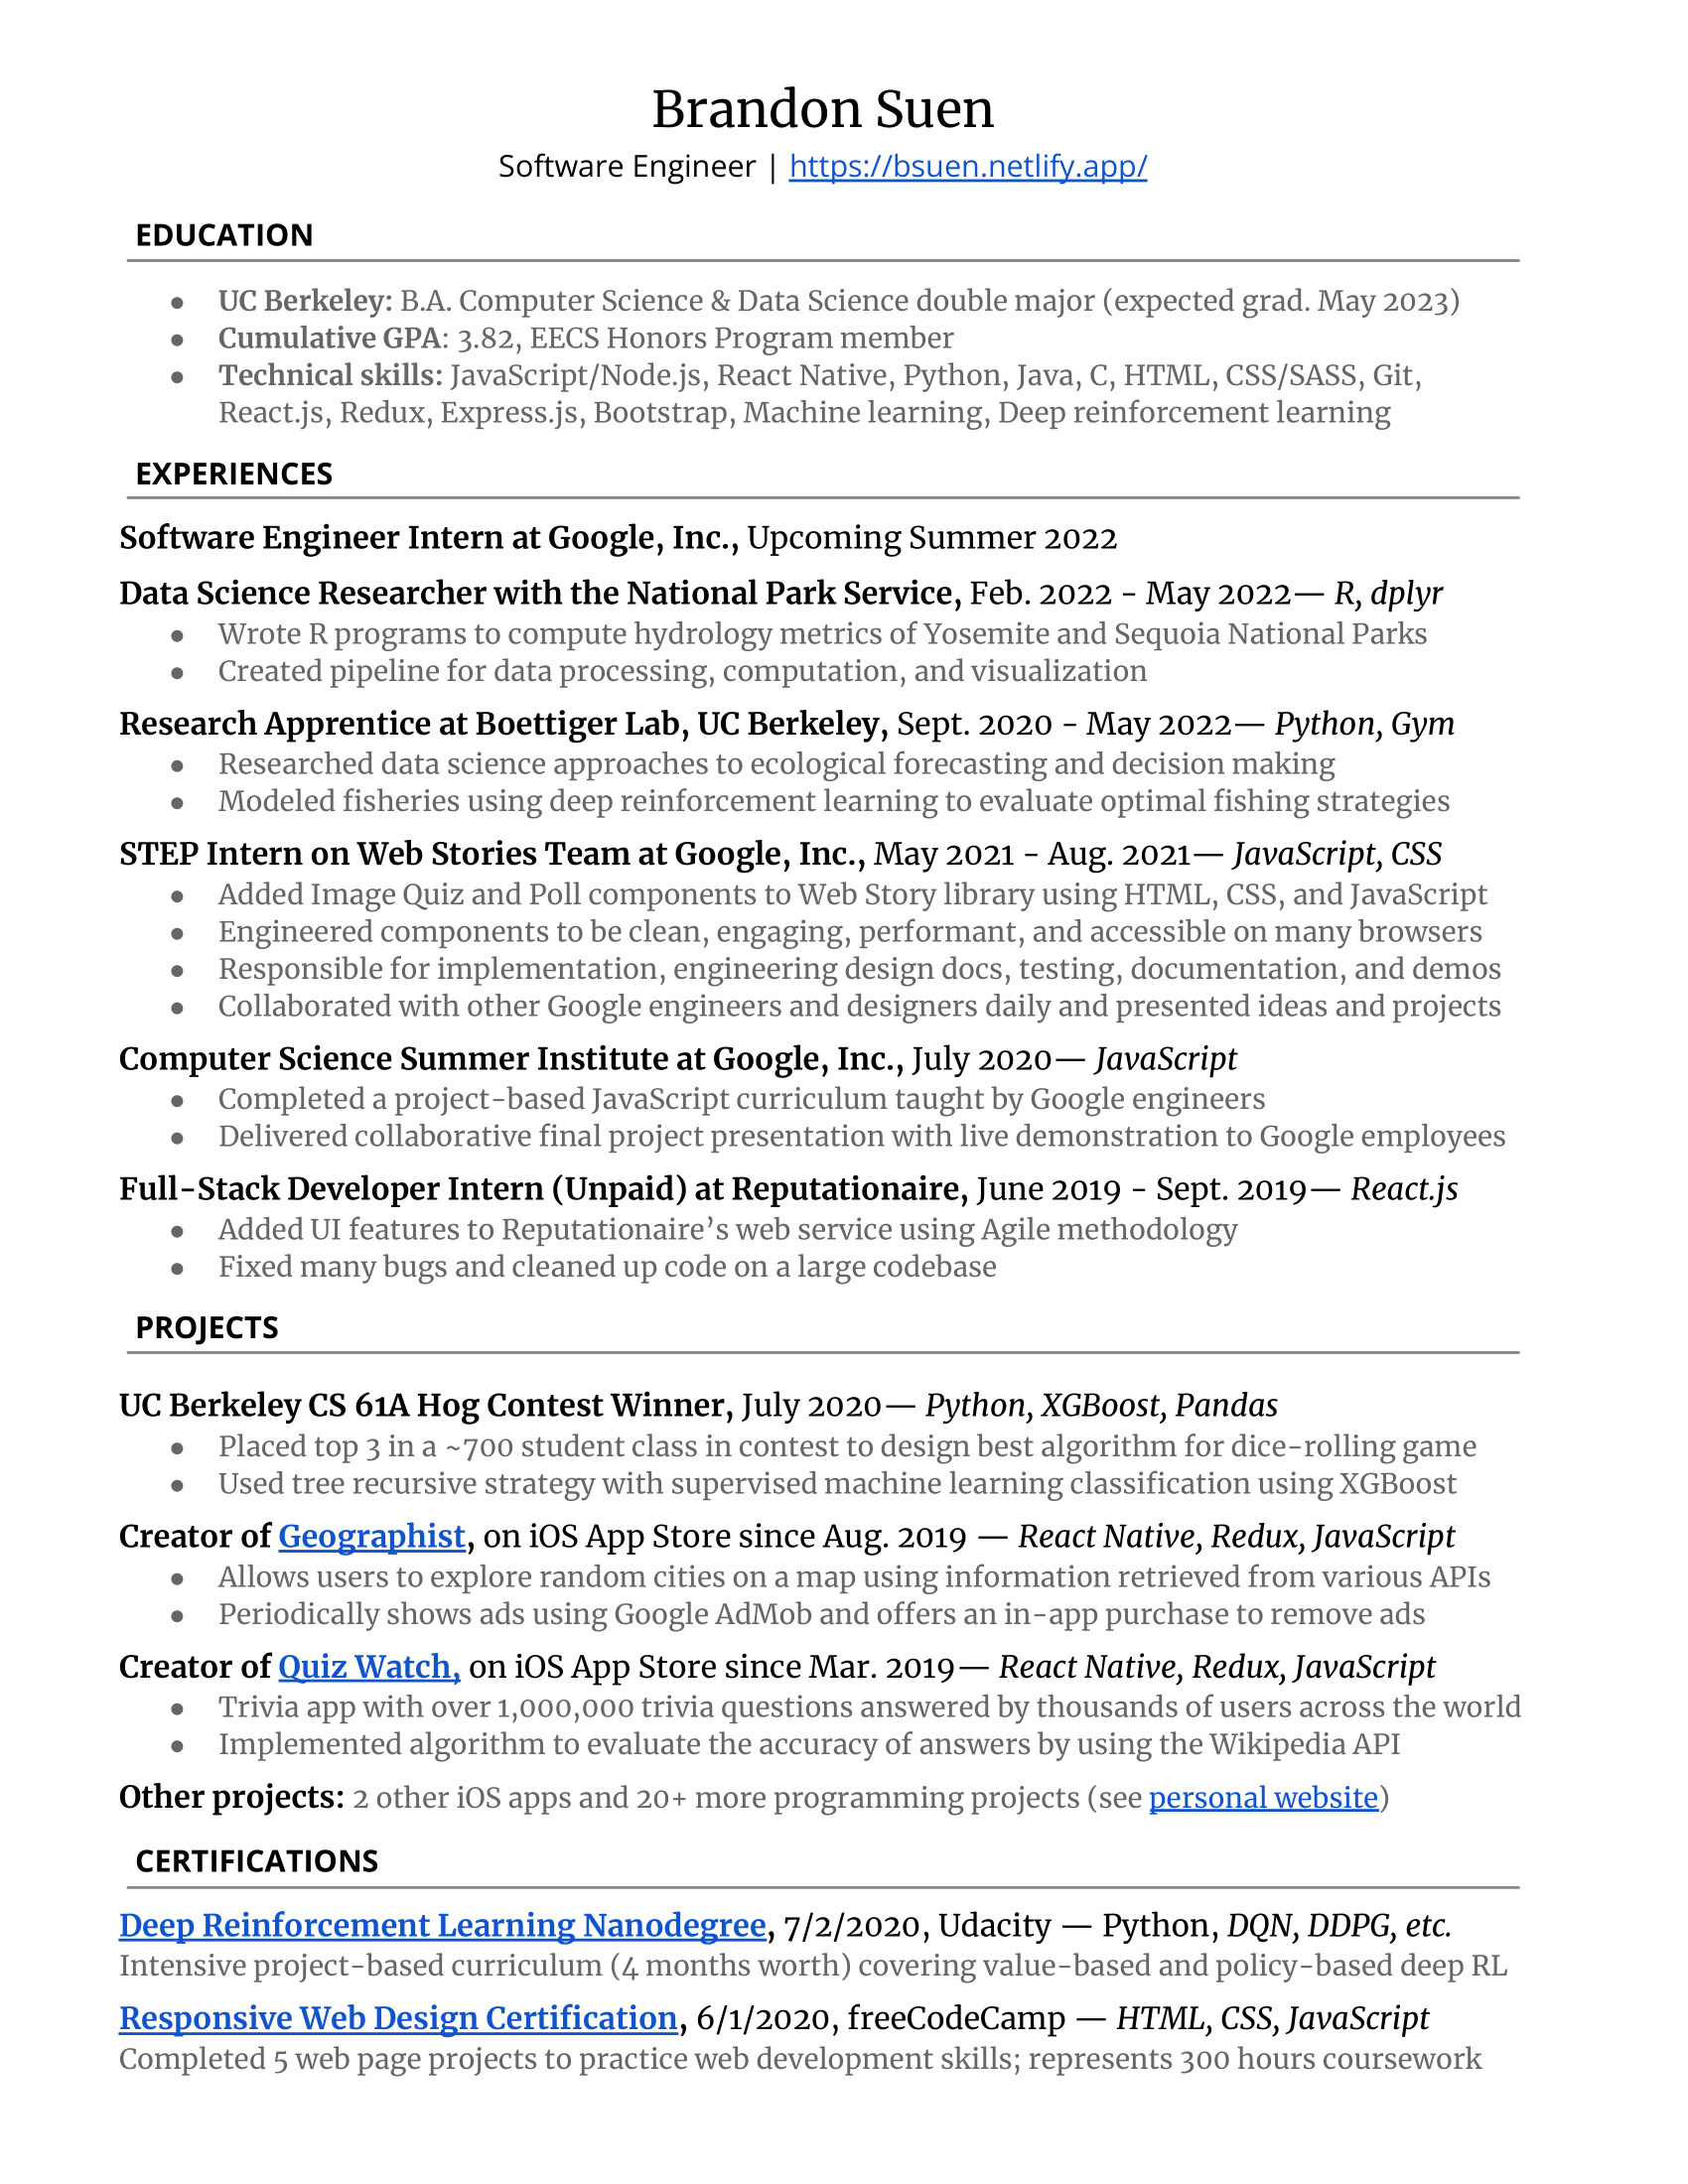 Brandon Suen
Software Engineer | https://bsuen.netlify.app/
EDUCATION
● UC Berkeley: B.A. Computer Science & Data Science double major (expected grad. May 2023)
● Cumulative GPA: 3.82, EECS Honors Program member
● Technical skills: JavaScript/Node.js, React Native, Python, Java, C, HTML, CSS/SASS, Git,
React.js, Redux, Express.js, Bootstrap, Machine learning, Deep reinforcement learning
EXPERIENCES
Software Engineer Intern at Google, Inc., Upcoming Summer 2022
Data Science Researcher with the National Park Service, Feb. 2022 - May 2022— R, dplyr
● Wrote R programs to compute hydrology metrics of Yosemite and Sequoia National Parks
● Created pipeline for data processing, computation, and visualization
Research Apprentice at Boettiger Lab, UC Berkeley, Sept. 2020 - May 2022— Python, Gym
● Researched data science approaches to ecological forecasting and decision making
● Modeled fisheries using deep reinforcement learning to evaluate optimal fishing strategies
STEP Intern on Web Stories Team at Google, Inc., May 2021 - Aug. 2021— JavaScript, CSS
● Added Image Quiz and Poll components to Web Story library using HTML, CSS, and JavaScript
● Engineered components to be clean, engaging, performant, and accessible on many browsers
● Responsible for implementation, engineering design docs, testing, documentation, and demos
● Collaborated with other Google engineers and designers daily and presented ideas and projects
Computer Science Summer Institute at Google, Inc., July 2020— JavaScript
● Completed a project-based JavaScript curriculum taught by Google engineers
● Delivered collaborative final project presentation with live demonstration to Google employees
Full-Stack Developer Intern (Unpaid) at Reputationaire, June 2019 - Sept. 2019— React.js
● Added UI features to Reputationaire’s web service using Agile methodology
● Fixed many bugs and cleaned up code on a large codebase
PROJECTS
UC Berkeley CS 61A Hog Contest Winner, July 2020— Python, XGBoost, Pandas
● Placed top 3 in a ~700 student class in contest to design best algorithm for dice-rolling game
● Used tree recursive strategy with supervised machine learning classification using XGBoost
Creator of Geographist, on iOS App Store since Aug. 2019 — React Native, Redux, JavaScript
● Allows users to explore random cities on a map using information retrieved from various APIs
● Periodically shows ads using Google AdMob and offers an in-app purchase to remove ads
Creator of Quiz Watch, on iOS App Store since Mar. 2019— React Native, Redux, JavaScript
● Trivia app with over 1,000,000 trivia questions answered by thousands of users across the world
● Implemented algorithm to evaluate the accuracy of answers by using the Wikipedia API
Other projects: 2 other iOS apps and 20+ more programming projects (see personal website)
CERTIFICATIONS
Deep Reinforcement Learning Nanodegree, 7/2/2020, Udacity — Python, DQN, DDPG, etc.
Intensive project-based curriculum (4 months worth) covering value-based and policy-based deep RL
Responsive Web Design Certification, 6/1/2020, freeCodeCamp — HTML, CSS, JavaScript
Completed 5 web page projects to practice web development skills; represents 300 hours coursework